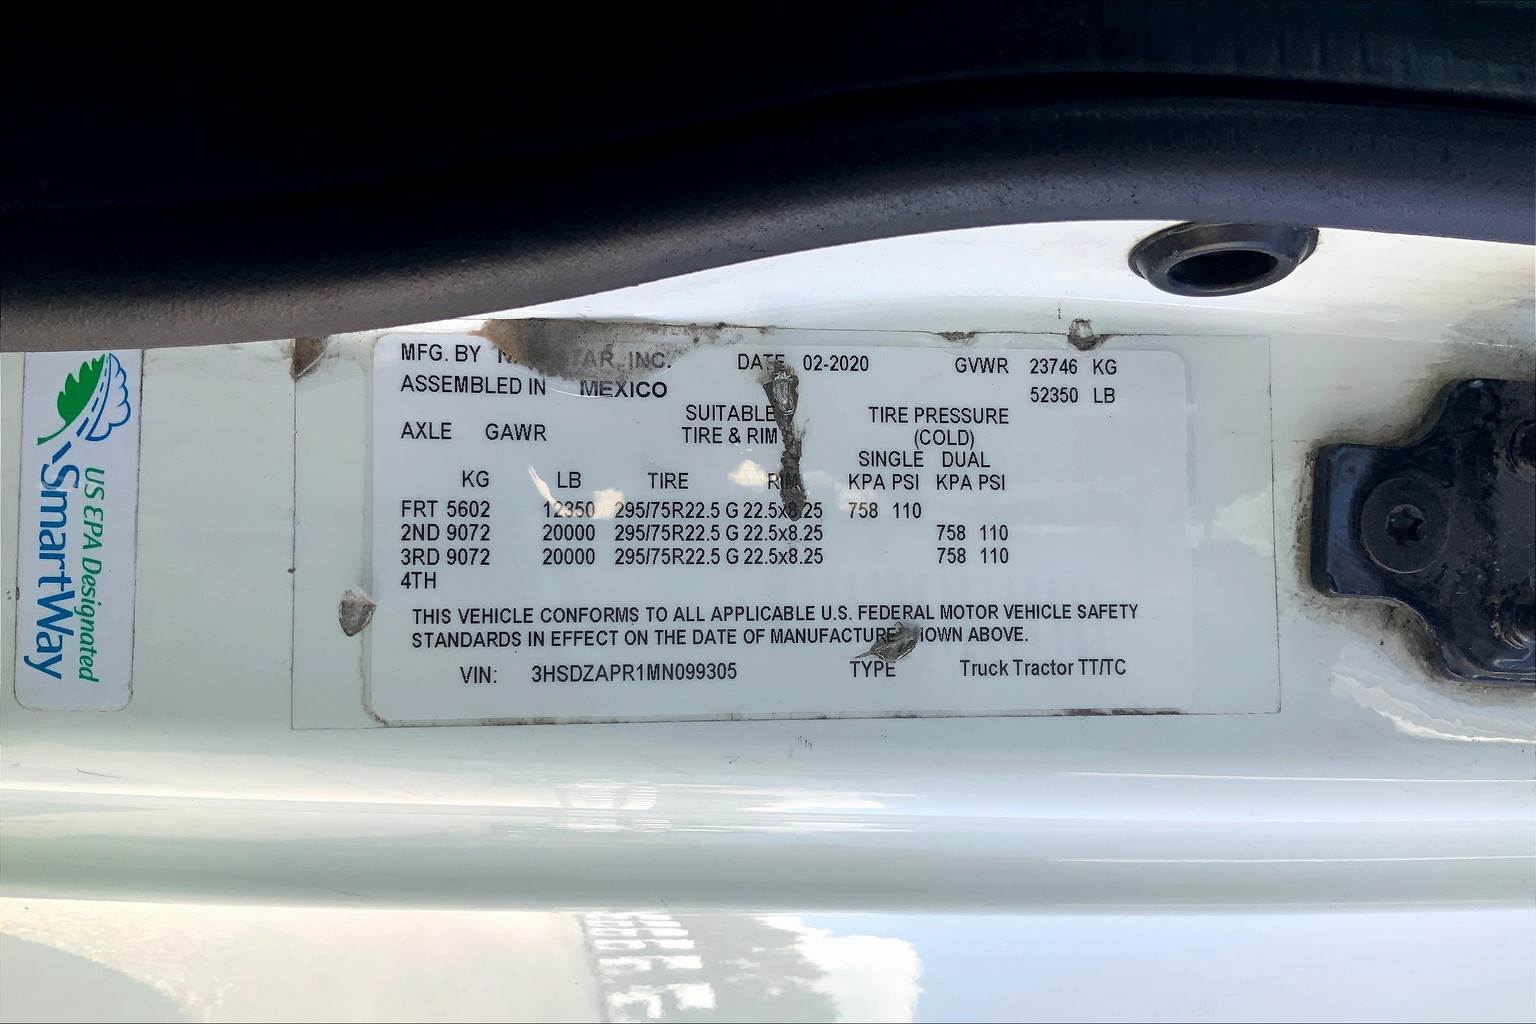 MFG. BY INC.
DATE 02-2020
GVWR 23746 KG
52350 LB
ASSEMBLED IN MEXICO
AXLE GAWR
SUITABLE
TIRE & RIM
TIRE PRESSURE
(COLD)
SINGLE DUAL
KG LB TIRE RIM KPA PSI KPA PSI
FRT 5602 12350 295/75R22.5 G 22.5x8.25 758 110
2ND 9072 20000 295/75R22.5 G 22.5x8.25 758 110
3RD 9072 20000 295/75R22.5 G 22.5x8.25 758 110
4TH
THIS VEHICLE CONFORMS TO ALL APPLICABLE U.S. FEDERAL MOTOR VEHICLE SAFETY
STANDARDS IN EFFECT ON THE DATE OF MANUFACTURE ABOVE.
VIN: 3HSDZAPR1MN099305 TYPE Truck Tractor TT/TC
US EPA Designated
SmartWay